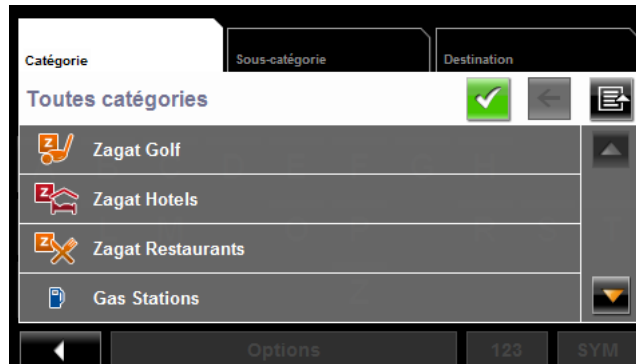 Catégorie Sous-catégorie Destination
Toutes catégories
Z Zagat Golf
Z Zagat Hotels
Z Zagat Restaurants
Gas Stations
Options 123 SYM